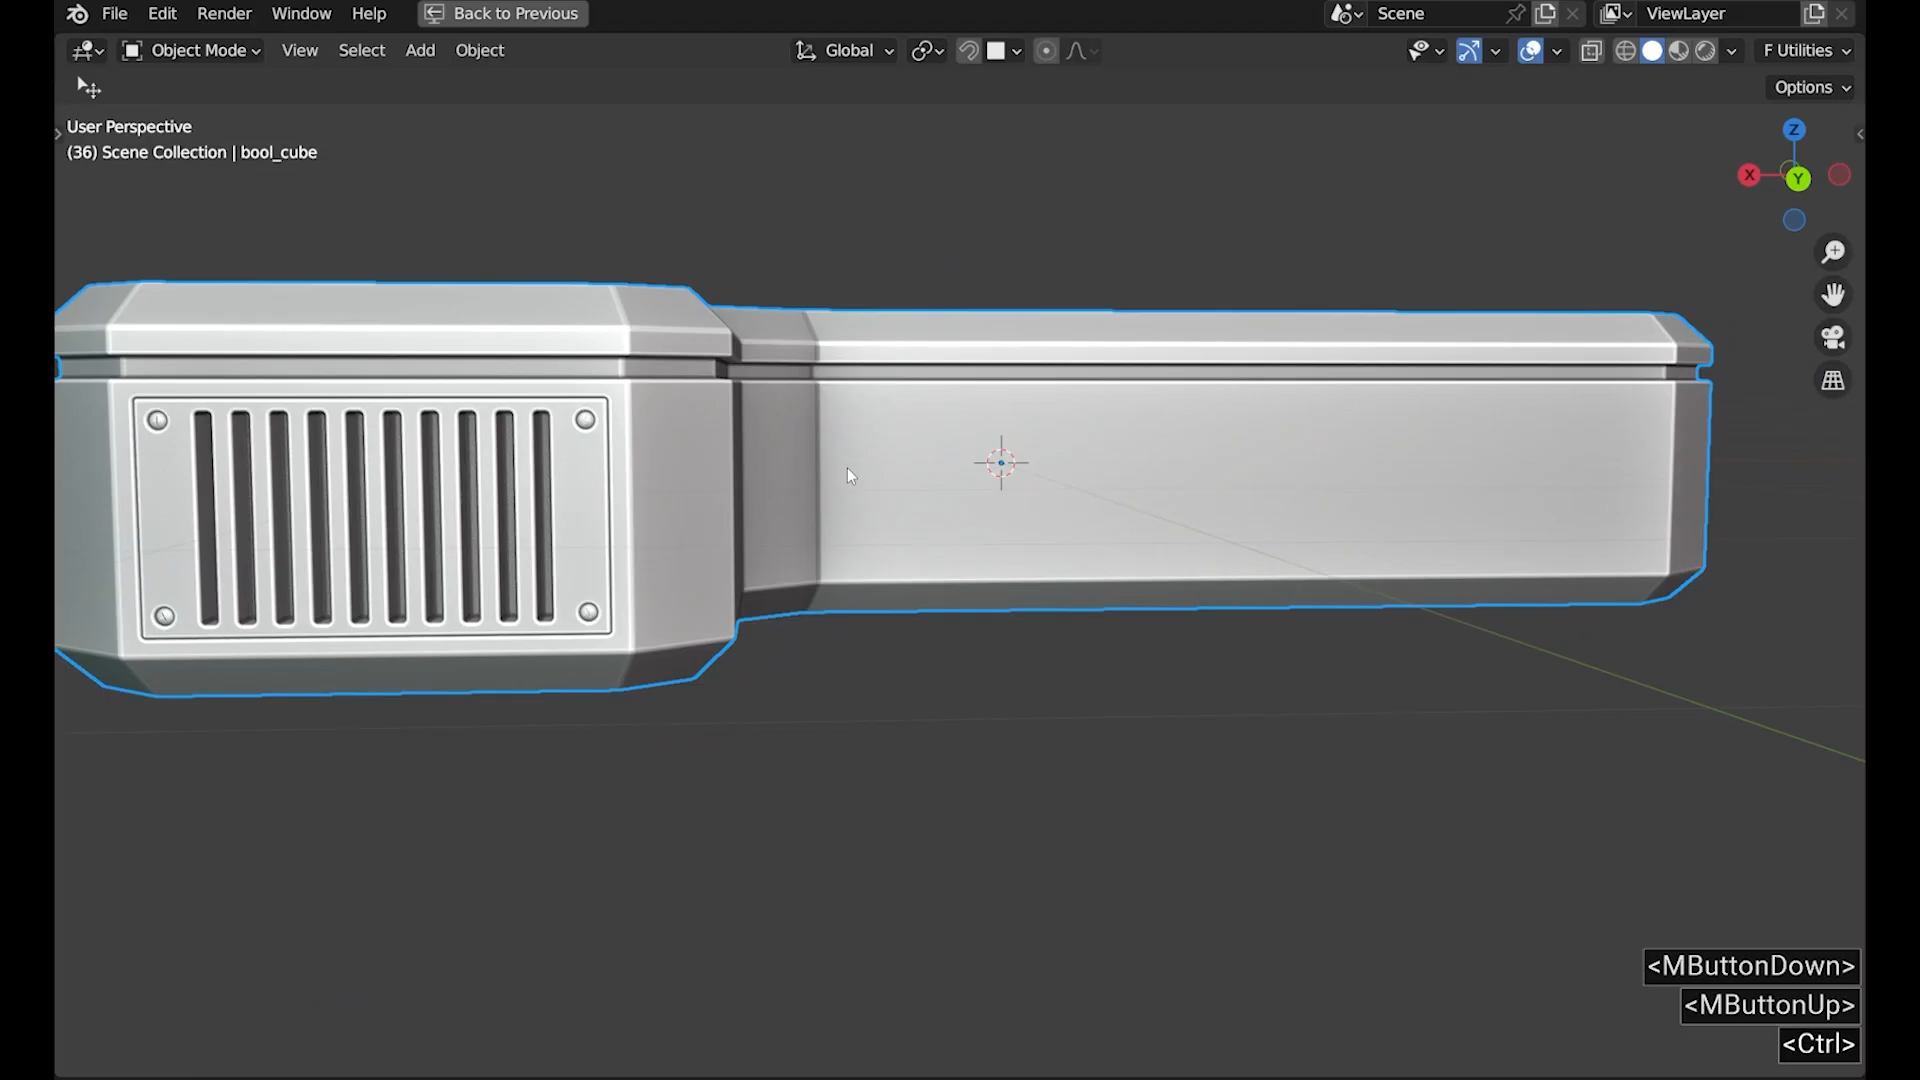 File Edit Render Window Help Back to Previous Scene ViewLayer
Object Mode View Select Add Object Global F Utilities
Options
User Perspective
(36) Scene Collection | bool_cube
Z
X
Y
<MButtonDown>
<MButtonUp>
<Ctrl>